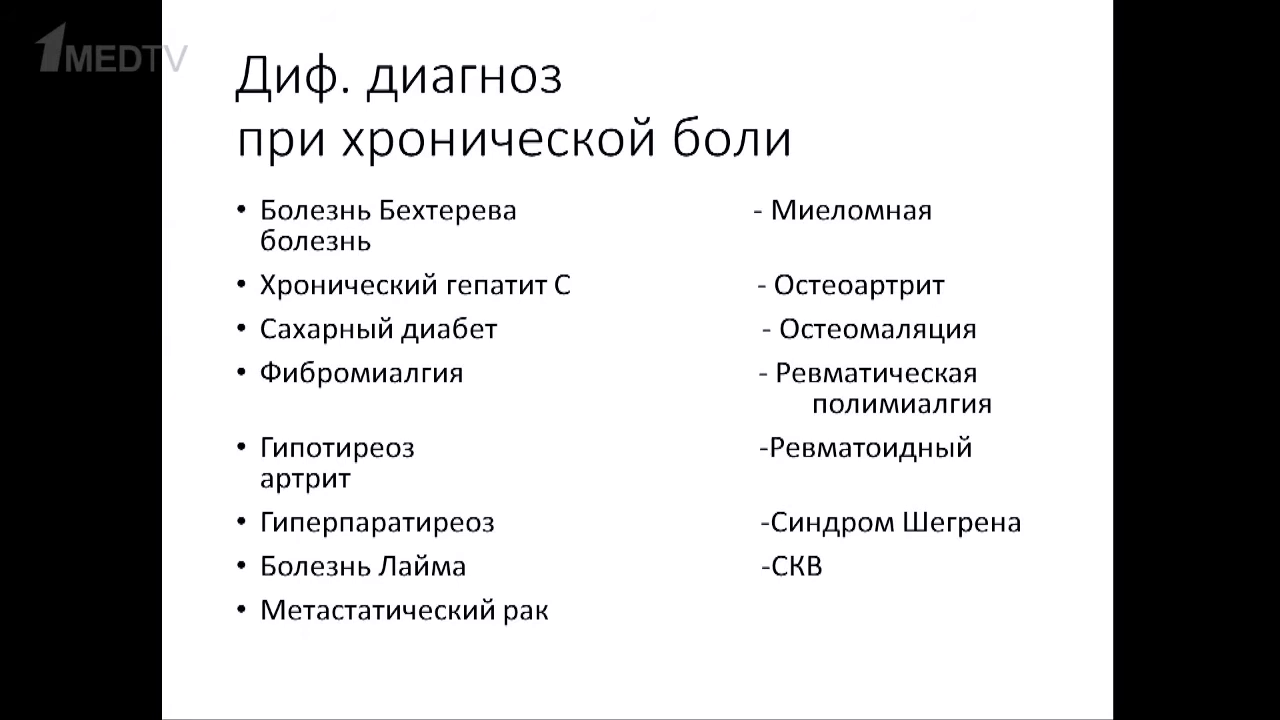 1MEDTV
Диф. диагноз
при хронической боли
• Болезнь Бехтерева - Миеломная
болезнь
• Хронический гепатит С - Остеоартрит
• Сахарный диабет - Остеомаляция
• Фибромиалгия - Ревматическая
полимиалгия
• Гипотиреоз -Ревматоидный
артрит
• Гиперпаратиреоз -Синдром Шегрена
• Болезнь Лайма -СКВ
• Метастатический рак